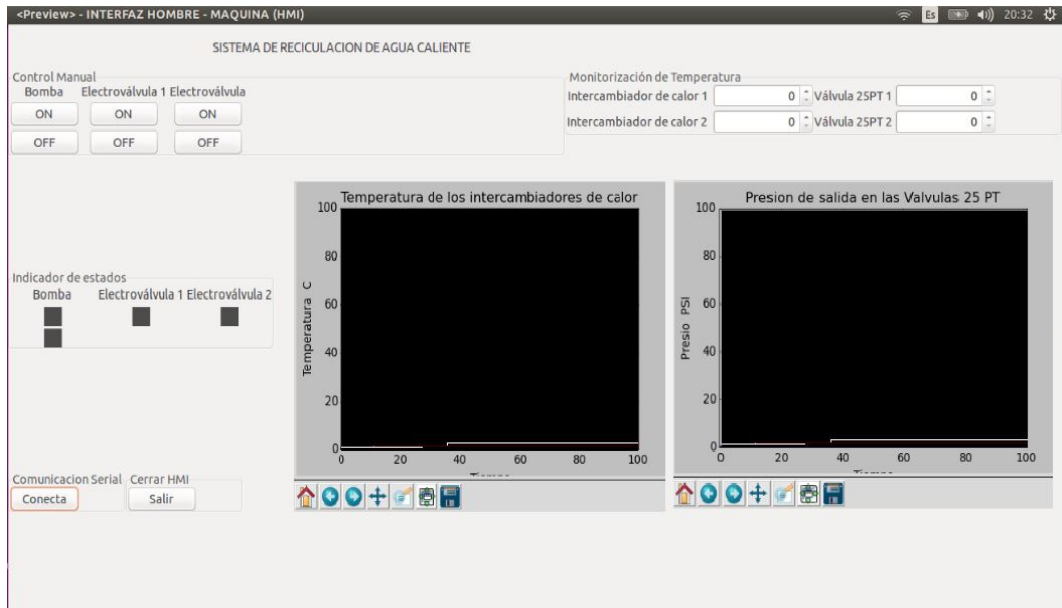 <Preview> - INTERFAZ HOMBRE - MAQUINA (HMI)
Es
20:32
SISTEMA DE RECICULACION DE AGUA CALIENTE
Control Manual
Bomba Electroválvula 1 Electroválvula
ON ON ON
OFF OFF OFF
Monitorización de Temperatura
Intercambiador de calor 1 0 Válvula 25PT 1 0
Intercambiador de calor 2 0 Válvula 25PT 2 0
Indicador de estados
Bomba Electroválvula 1 Electroválvula 2
Temperatura de los intercambiadores de calor
Temperatura C
100
80
60
40
20
0
0 20 40 60 80 100
Tiempo
Presion de salida en las Valvulas 25 PT
Presio PSI
100
80
60
40
20
0
0 20 40 60 80 100
Tiempo
Comunicacion Serial Cerrar HMI
Conecta Salir